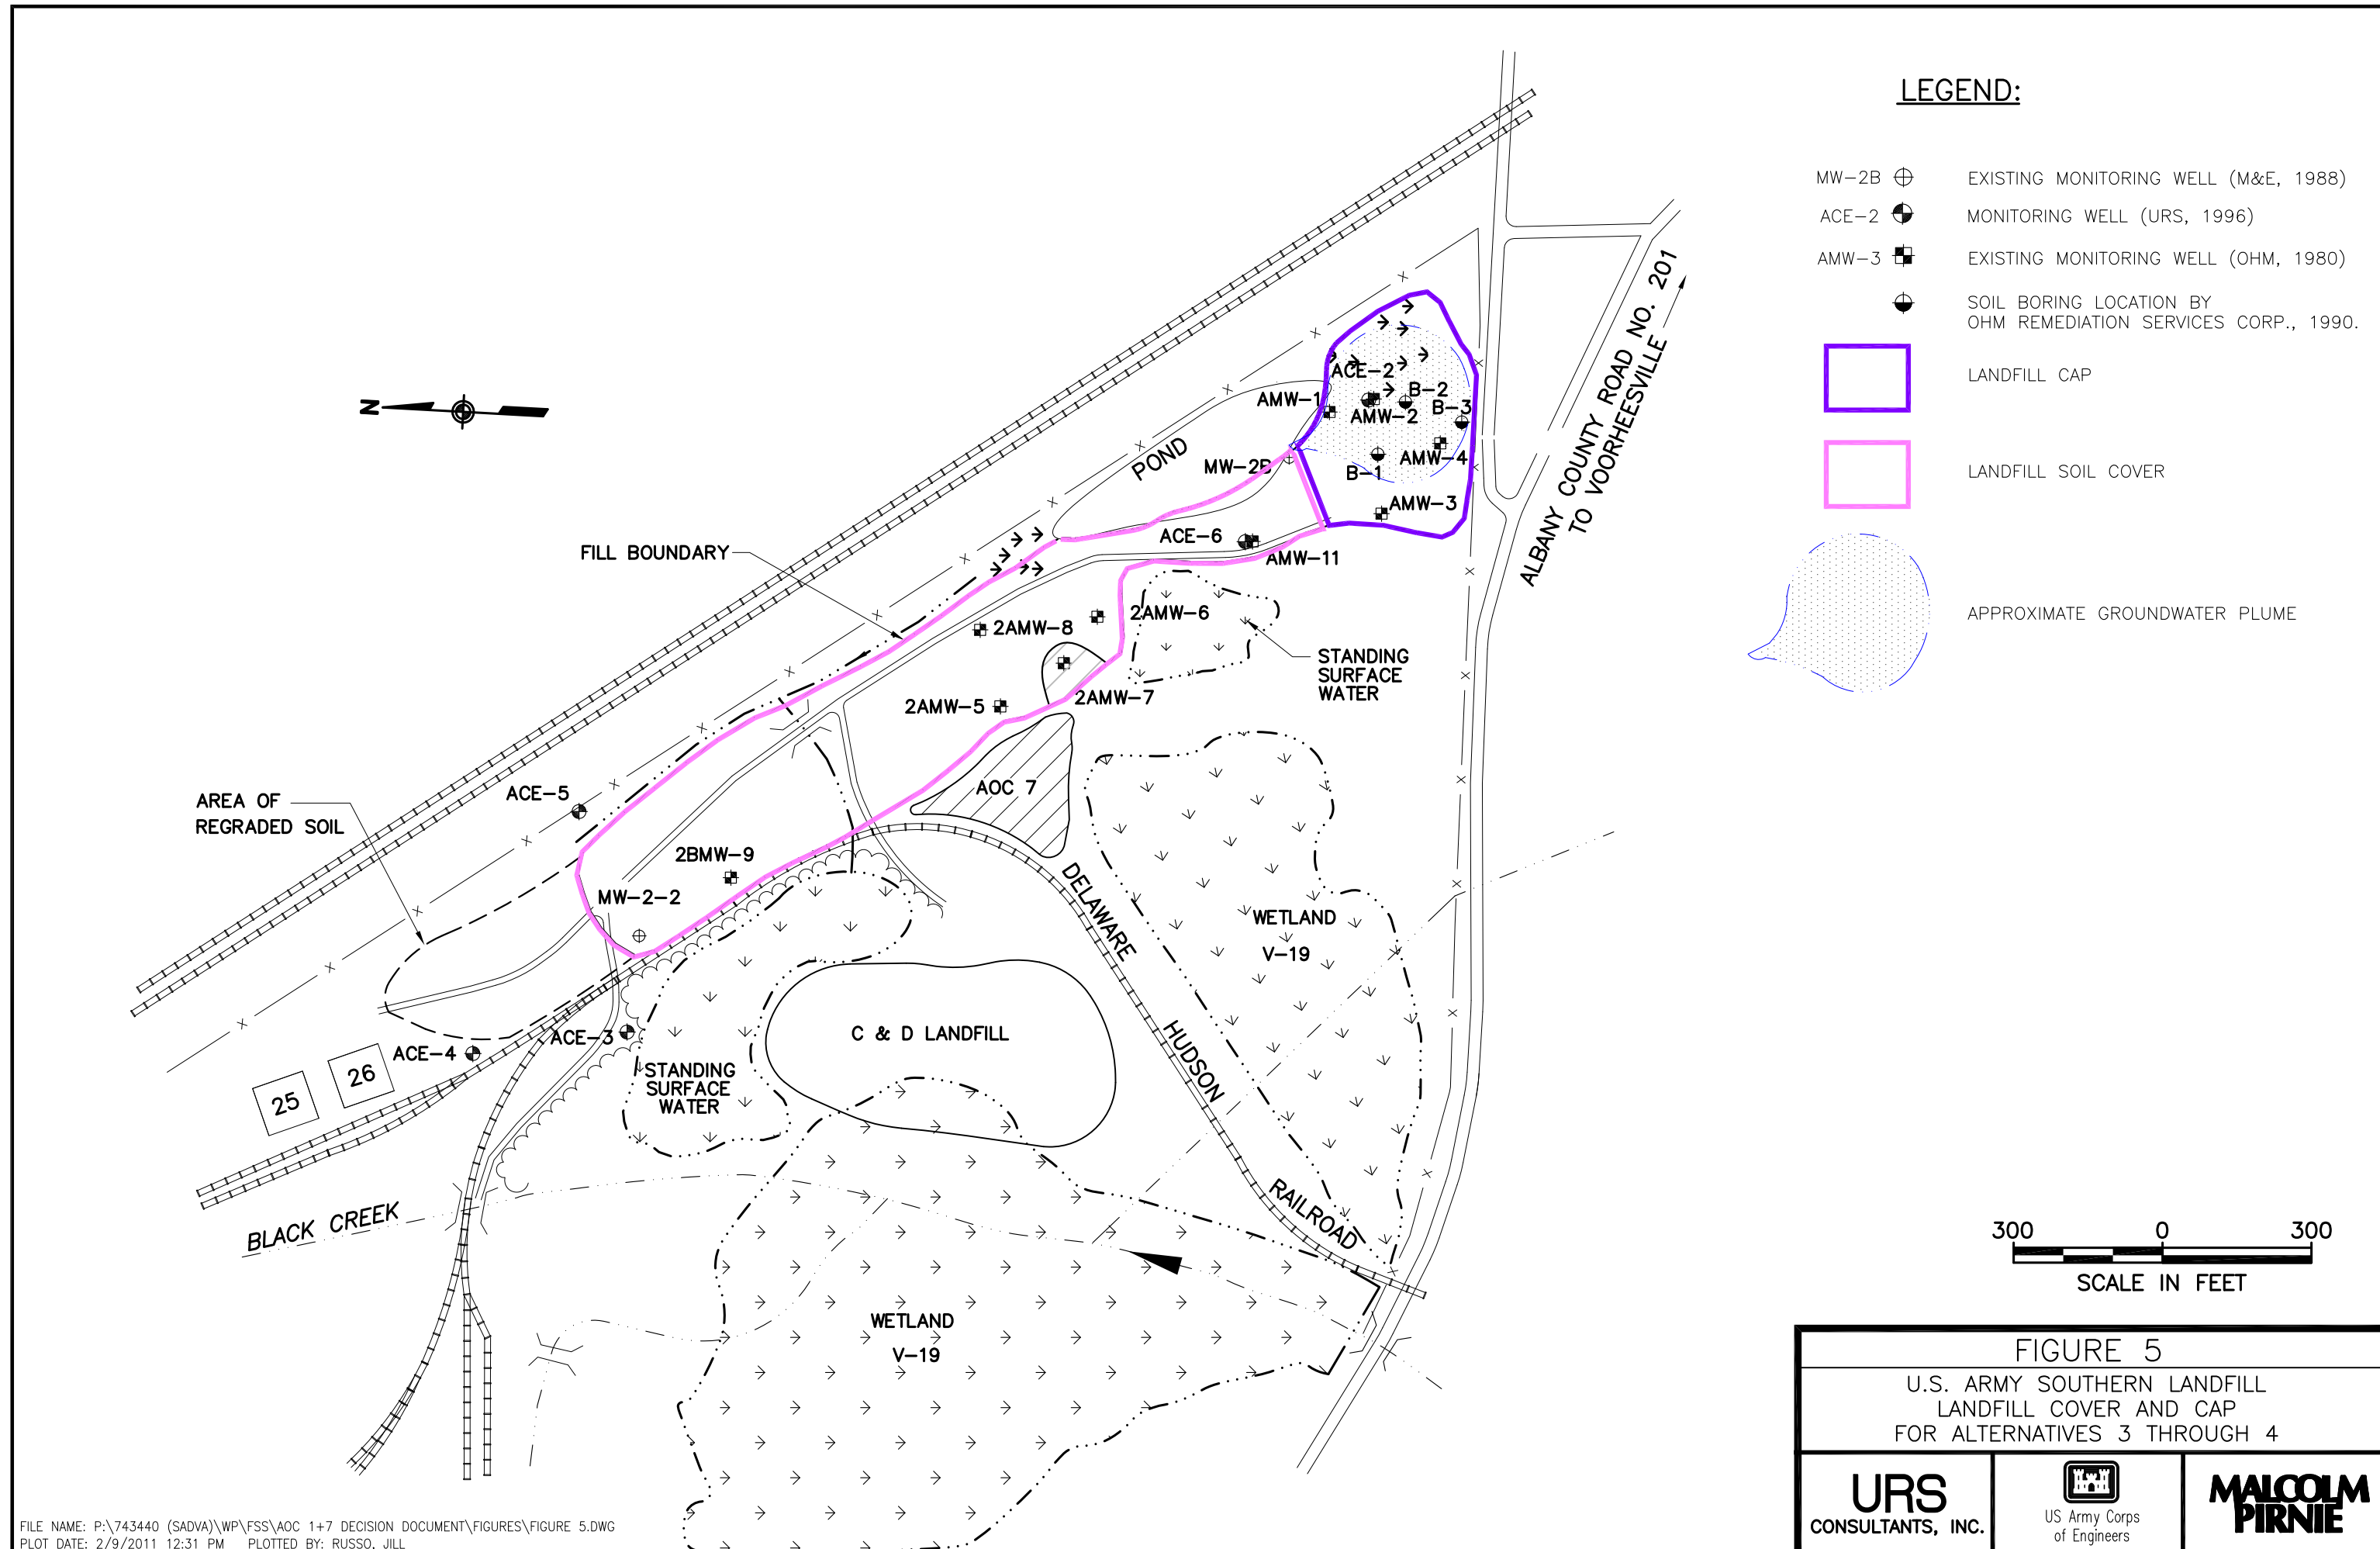 LEGEND:
MW-2B EXISTING MONITORING WELL (M&E, 1988)
ACE-2 MONITORING WELL (URS, 1996)
AMW-3 EXISTING MONITORING WELL (OHM, 1980)
SOIL BORING LOCATION BY
OHM REMEDIATION SERVICES CORP., 1990.
LANDFILL CAP
LANDFILL SOIL COVER
APPROXIMATE GROUNDWATER PLUME
N
ALBANY COUNTY ROAD NO. 201
TO VOORHEESVILLE
ACE-2
B-2
AMW-1
AMW-2
B-3
POND
MW-2B
B-1
AMW-4
AMW-3
ACE-6
AMW-11
FILL BOUNDARY
2AMW-6
2AMW-8
STANDING
SURFACE
WATER
2AMW-5
2AMW-7
AOC 7
ACE-5
AREA OF
REGRADED SOIL
2BMW-9
MW-2-2
DELAWARE
HUDSON
RAILROAD
WETLAND
V-19
C & D LANDFILL
ACE-3
ACE-4
26
25
STANDING
SURFACE
WATER
BLACK CREEK
WETLAND
V-19
300 0 300
SCALE IN FEET
FIGURE 5
U.S. ARMY SOUTHERN LANDFILL
LANDFILL COVER AND CAP
FOR ALTERNATIVES 3 THROUGH 4
URS
CONSULTANTS, INC.
US Army Corps
of Engineers
MALCOLM
PIRNIE
FILE NAME: P:\743440 (SADVA)\WP\FSS\AOC 1+7 DECISION DOCUMENT\FIGURES\FIGURE 5.DWG
PLOT DATE: 2/9/2011 12:31 PM PLOTTED BY: RUSSO, JILL